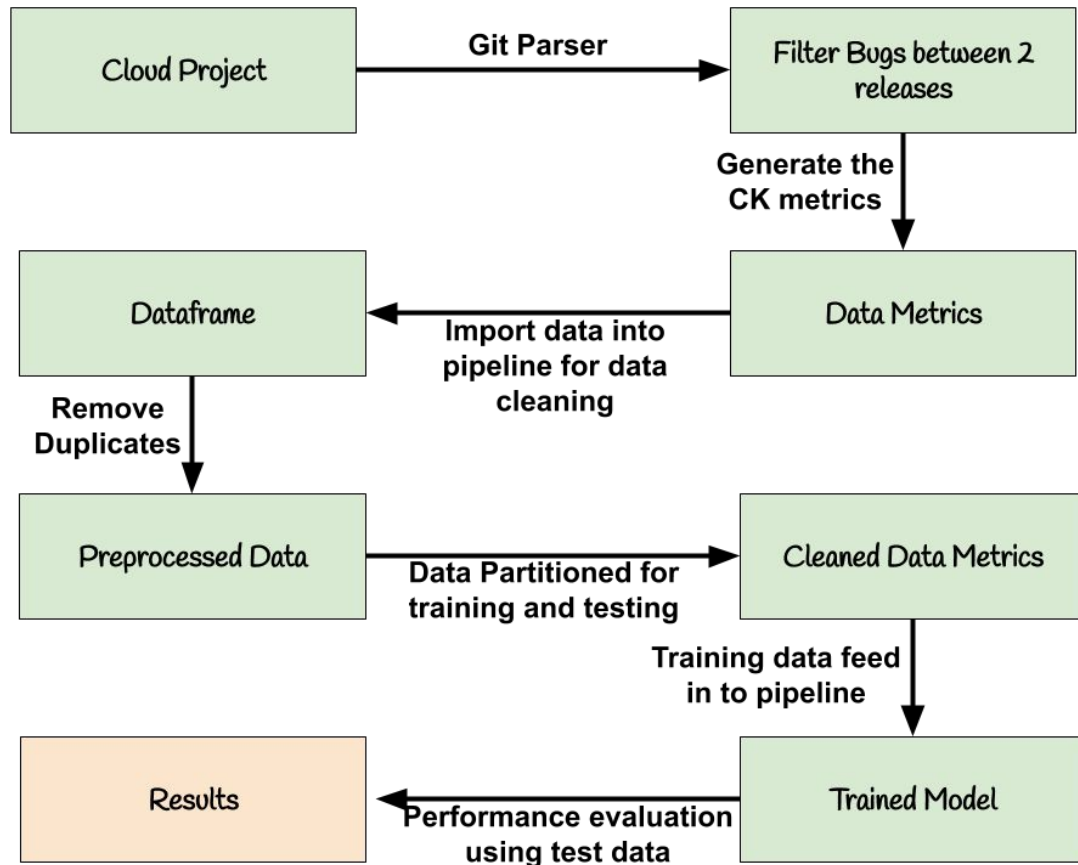 Cloud Project
Git Parser
Filter Bugs between 2
releases
Generate the
CK metrics
Data Metrics
Import data into
pipeline for data
cleaning
Dataframe
Remove
Duplicates
Preprocessed Data
Data Partitioned for
training and testing
Cleaned Data Metrics
Training data feed
in to pipeline
Trained Model
Performance evaluation
using test data
Results